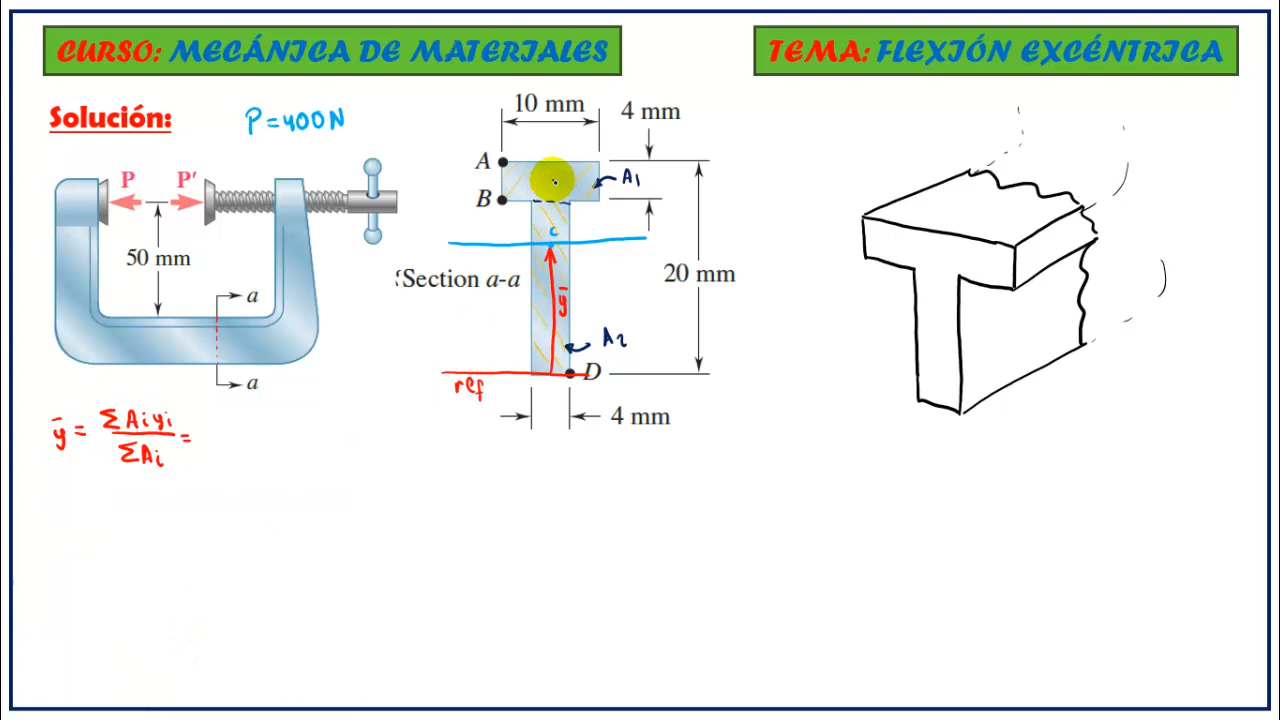 CURSO: MECÁNICA DE MATERIALES
TEMA: FLEXIÓN EXCÉNTRICA
Solución:
P = 400N
10 mm
4 mm
A
A1
B
P
P'
50 mm
c
20 mm
Section a-a
ȳ
a
a
A2
D
ref
4 mm
ȳ = ΣAiyi / ΣAi =